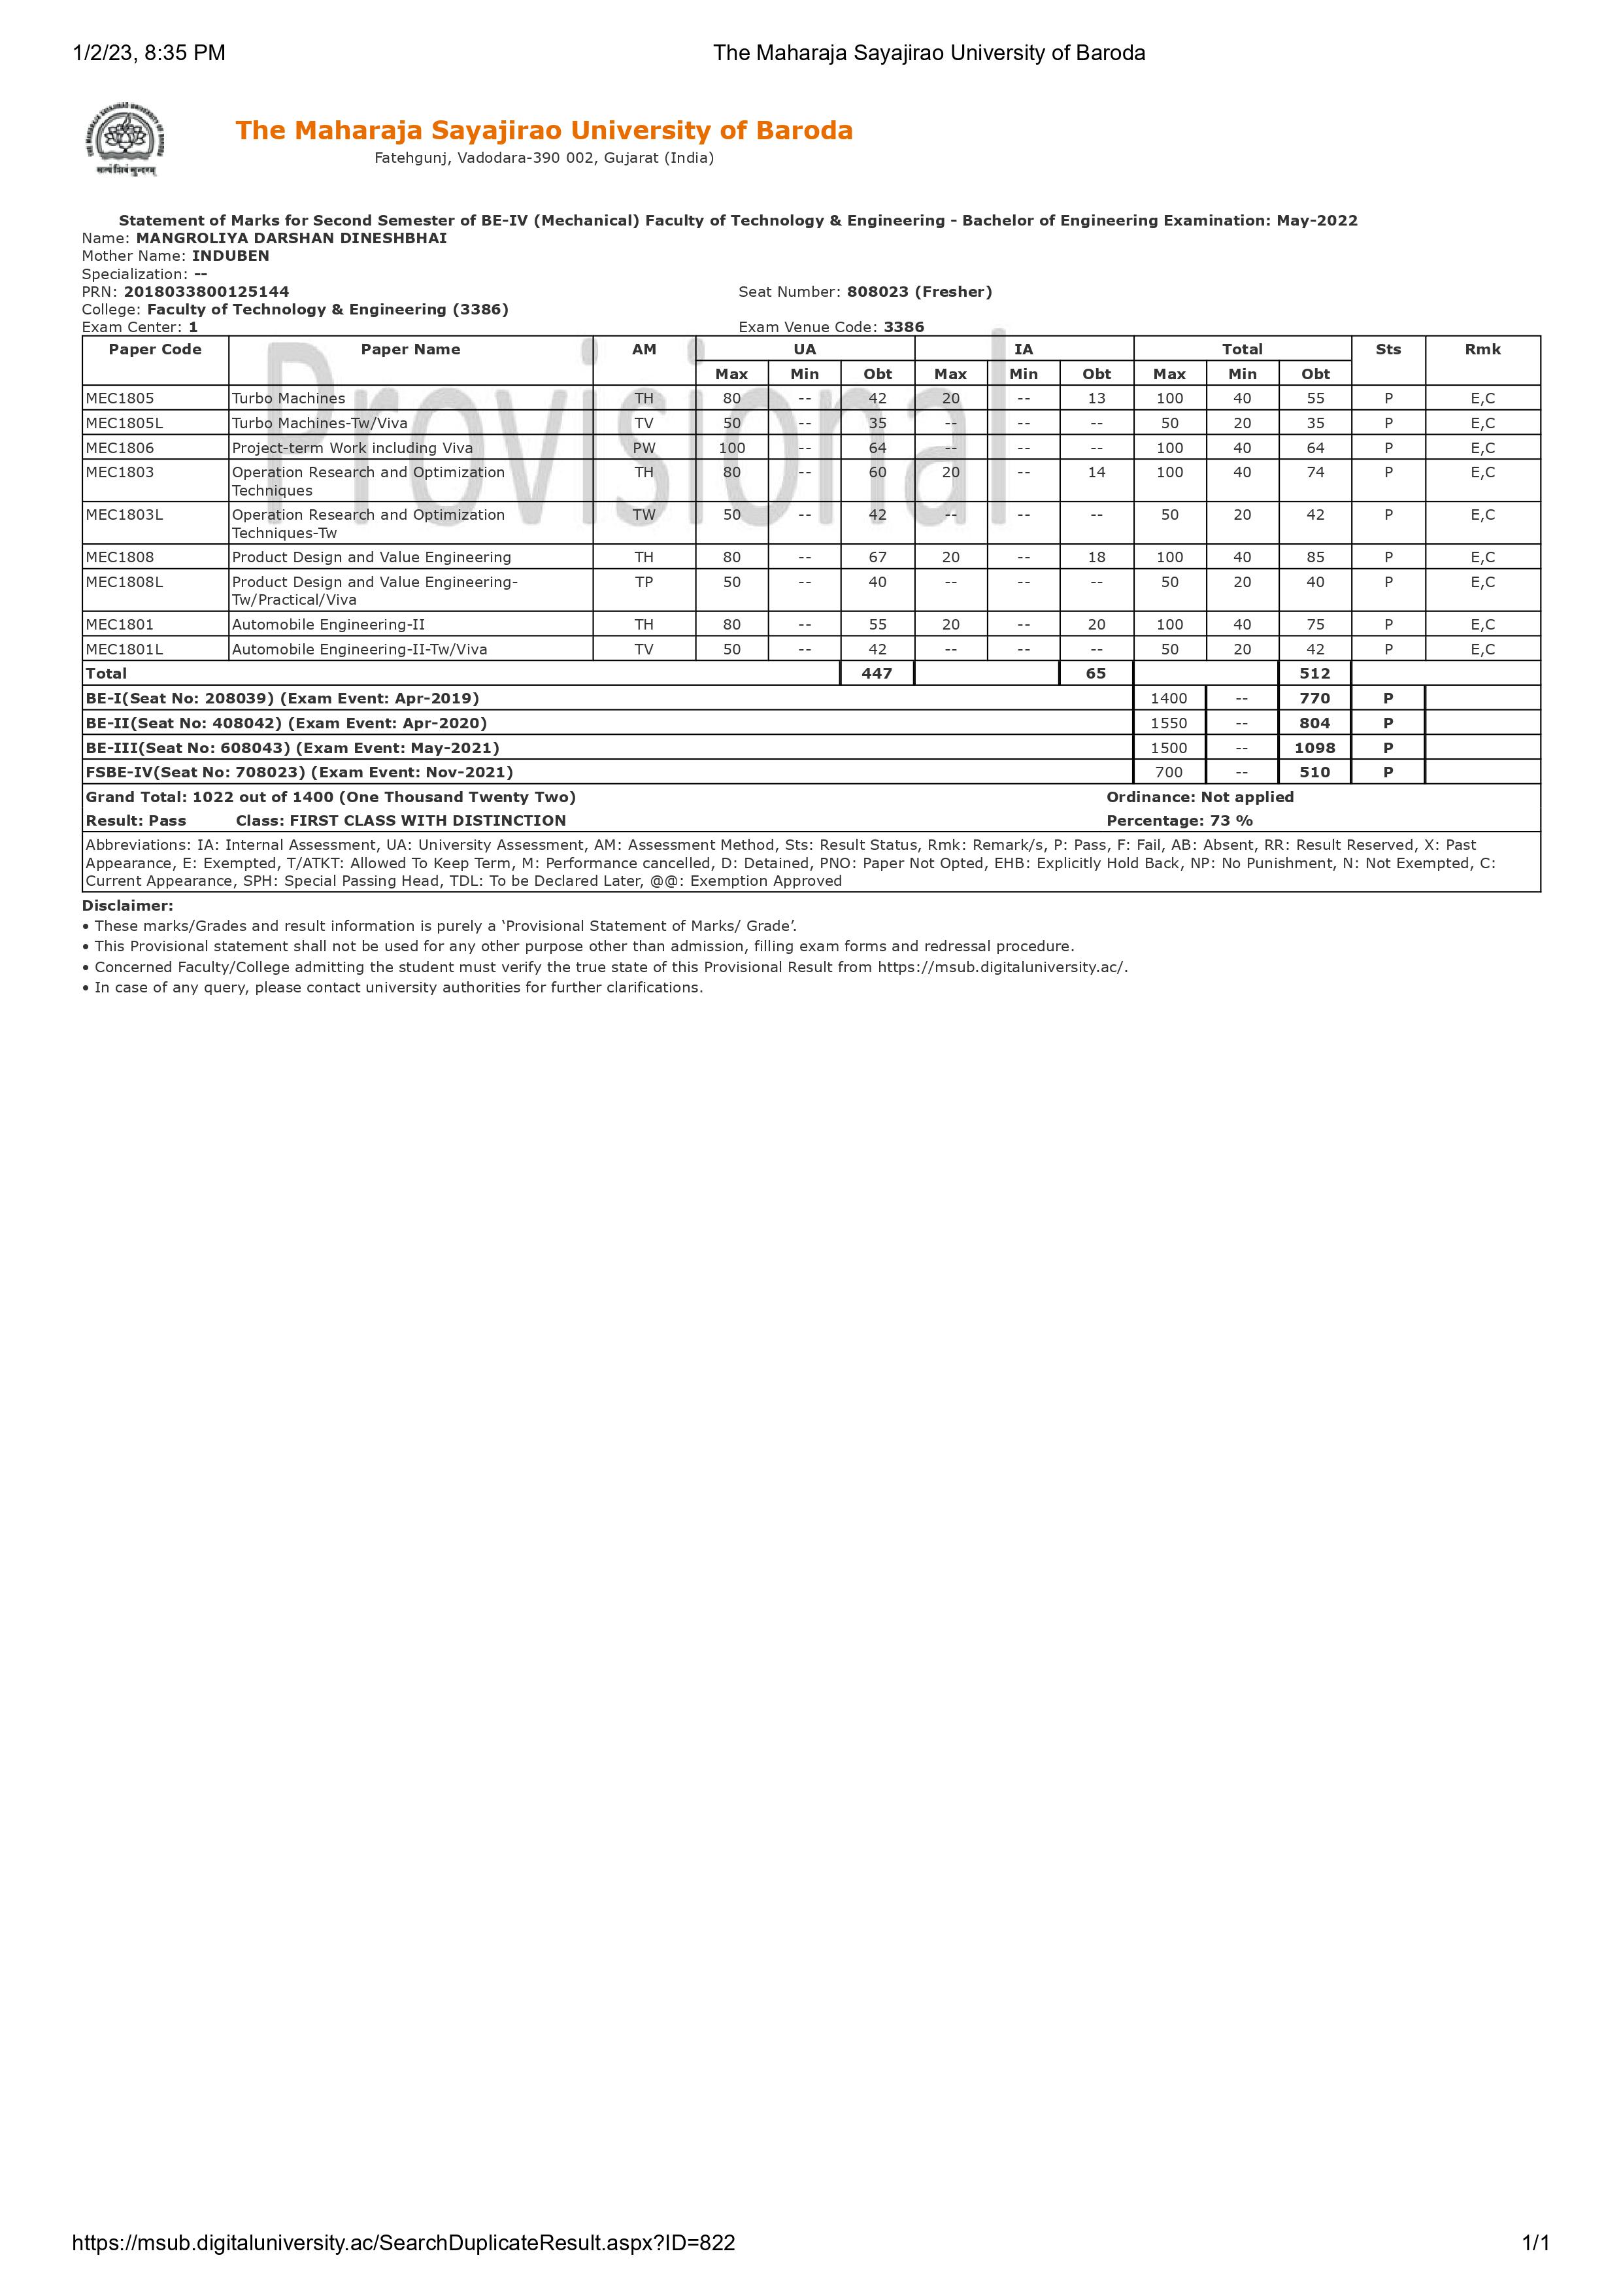 1/2/23, 8:35 PM The Maharaja Sayajirao University of Baroda
The Maharaja Sayajirao University of Baroda
Fatehgunj, Vadodara-390 002, Gujarat (India)
THE MAHARAJA SAYAJIRAO UNIVERSITY OF BARODA
सत्यं शिवं सुन्दरम्
Statement of Marks for Second Semester of BE-IV (Mechanical) Faculty of Technology & Engineering - Bachelor of Engineering Examination: May-2022
Name: MANGROLIYA DARSHAN DINESHBHAI
Mother Name: INDUBEN
Specialization: --
PRN: 2018033800125144 Seat Number: 808023 (Fresher)
College: Faculty of Technology & Engineering (3386)
Exam Center: 1 Exam Venue Code: 3386
Provisional
Paper Code Paper Name AM UA IA Total Sts Rmk
Max Min Obt Max Min Obt Max Min Obt
MEC1805 Turbo Machines TH 80 -- 42 20 -- 13 100 40 55 P E,C
MEC1805L Turbo Machines-Tw/Viva TV 50 -- 35 -- -- -- 50 20 35 P E,C
MEC1806 Project-term Work including Viva PW 100 -- 64 -- -- -- 100 40 64 P E,C
MEC1803 Operation Research and Optimization TH 80 -- 60 20 -- 14 100 40 74 P E,C
Techniques
MEC1803L Operation Research and Optimization TW 50 -- 42 -- -- -- 50 20 42 P E,C
Techniques-Tw
MEC1808 Product Design and Value Engineering TH 80 -- 67 20 -- 18 100 40 85 P E,C
MEC1808L Product Design and Value Engineering- TP 50 -- 40 -- -- -- 50 20 40 P E,C
Tw/Practical/Viva
MEC1801 Automobile Engineering-II TH 80 -- 55 20 -- 20 100 40 75 P E,C
MEC1801L Automobile Engineering-II-Tw/Viva TV 50 -- 42 -- -- -- 50 20 42 P E,C
Total 447 65 512
BE-I(Seat No: 208039) (Exam Event: Apr-2019) 1400 -- 770 P
BE-II(Seat No: 408042) (Exam Event: Apr-2020) 1550 -- 804 P
BE-III(Seat No: 608043) (Exam Event: May-2021) 1500 -- 1098 P
FSBE-IV(Seat No: 708023) (Exam Event: Nov-2021) 700 -- 510 P
Grand Total: 1022 out of 1400 (One Thousand Twenty Two) Ordinance: Not applied
Result: Pass Class: FIRST CLASS WITH DISTINCTION Percentage: 73 %
Abbreviations: IA: Internal Assessment, UA: University Assessment, AM: Assessment Method, Sts: Result Status, Rmk: Remark/s, P: Pass, F: Fail, AB: Absent, RR: Result Reserved, X: Past
Appearance, E: Exempted, T/ATKT: Allowed To Keep Term, M: Performance cancelled, D: Detained, PNO: Paper Not Opted, EHB: Explicitly Hold Back, NP: No Punishment, N: Not Exempted, C:
Current Appearance, SPH: Special Passing Head, TDL: To be Declared Later, @@: Exemption Approved
Disclaimer:
• These marks/Grades and result information is purely a ‘Provisional Statement of Marks/ Grade’.
• This Provisional statement shall not be used for any other purpose other than admission, filling exam forms and redressal procedure.
• Concerned Faculty/College admitting the student must verify the true state of this Provisional Result from https://msub.digitaluniversity.ac/.
• In case of any query, please contact university authorities for further clarifications.
https://msub.digitaluniversity.ac/SearchDuplicateResult.aspx?ID=822 1/1